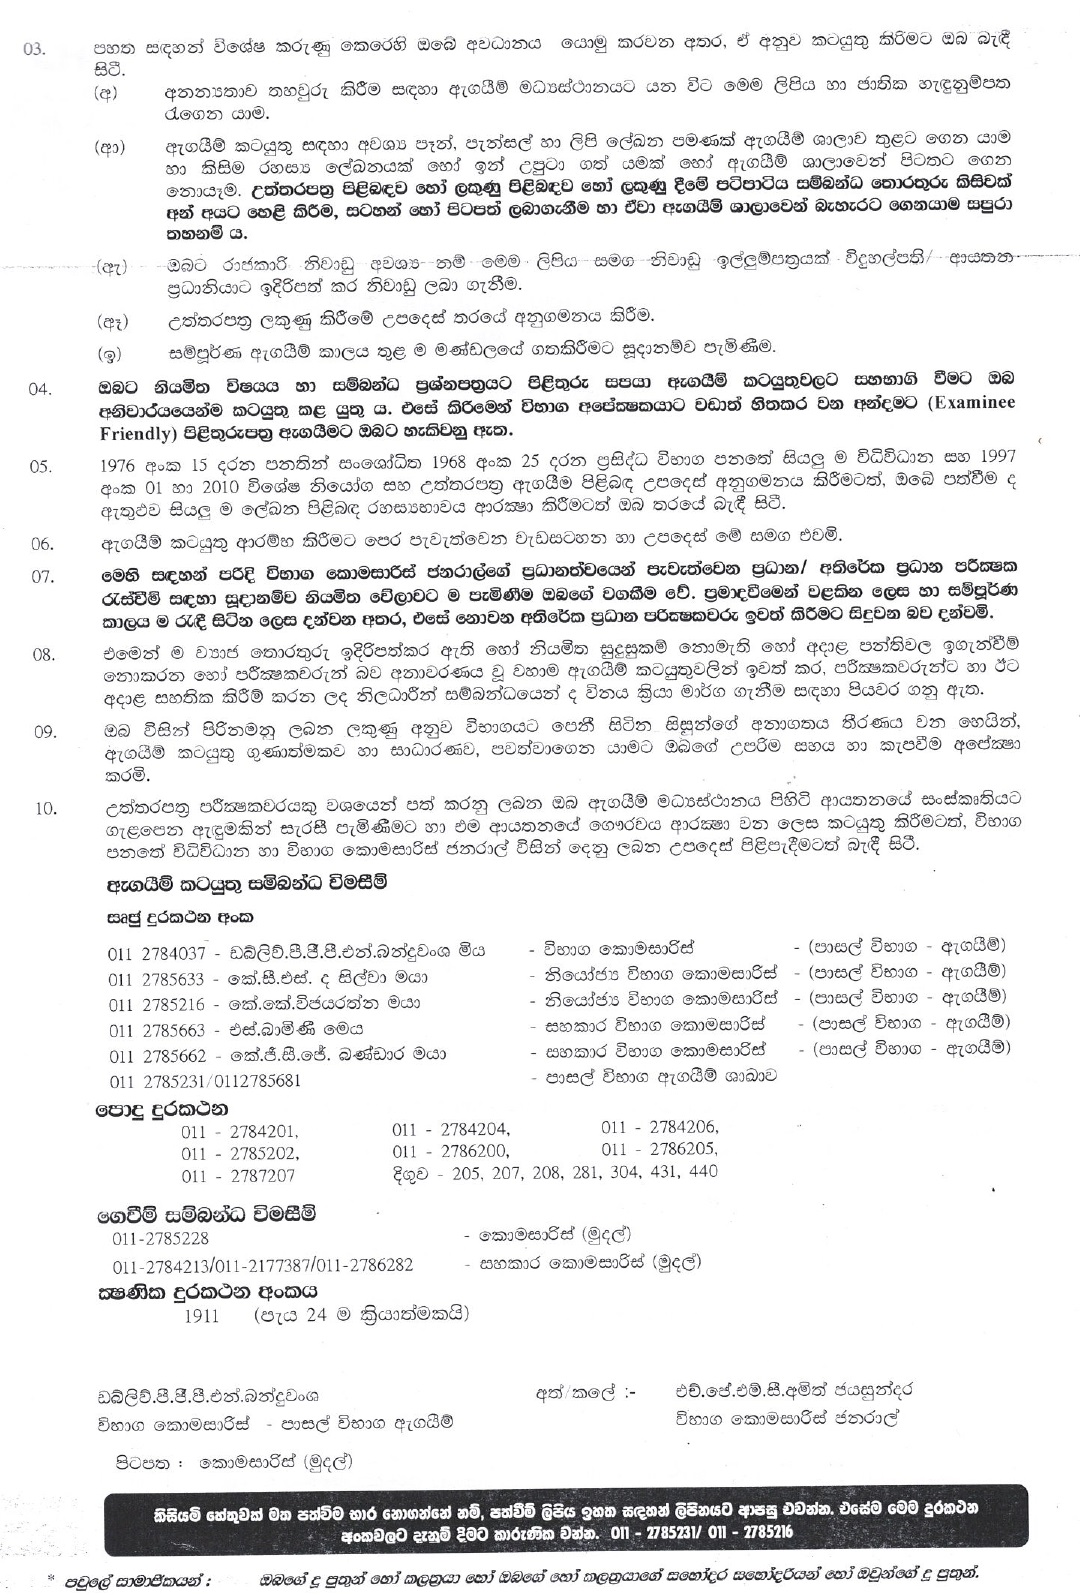 03. පහත සඳහන් විශේෂ කරුණු කෙරෙහි ඔබේ අවධානය යොමු කරවන අතර, ඒ අනුව කටයුතු කිරීමට ඔබ බැඳී
සිටී.
(අ) අනන්‍යතාව තහවුරු කිරීම සඳහා ඇගයීම් මධ්‍යස්ථානයට යන විට මෙම ලිපිය හා ජාතික හැඳුනුම්පත
රැගෙන යාම.
(ආ) ඇගයීම් කටයුතු සඳහා අවශ්‍ය පෑන්, පැන්සල් හා ලිපි ලේඛන පමණක් ඇගයීම් ශාලාව තුළට ගෙන යාම
හා කිසිම රහස්‍ය ලේඛනයක් හෝ ඉන් උපුටා ගත් යමක් හෝ ඇගයීම් ශාලාවෙන් පිටතට ගෙන
නොයෑම. උත්තරපත්‍ර පිළිබඳව හෝ ලකුණු පිළිබඳව හෝ ලකුණු දීමේ පටිපාටිය සම්බන්ධ තොරතුරු කිසිවක්
අන් අයට හෙළි කිරීම, සටහන් හෝ පිටපත් ලබාගැනීම හා ඒවා ඇගයීම් ශාලාවෙන් බැහැරට ගෙනයාම සපුරා
තහනම් ය.
(ඇ) ඔබට රාජකාරි නිවාඩු අවශ්‍ය නම් මෙම ලිපිය සමග නිවාඩු ඉල්ලුම්පත්‍රයක් විදුහල්පති/ ආයතන
ප්‍රධානියාට ඉදිරිපත් කර නිවාඩු ලබා ගැනීම.
(ඈ) උත්තරපත්‍ර ලකුණු කිරීමේ උපදෙස් තරයේ අනුගමනය කිරීම.
(ඉ) සම්පූර්ණ ඇගයීම් කාලය තුළ ම මණ්ඩලයේ ගතකිරීමට සූදානම්ව පැමිණීම.
04. ඔබට නියමිත විෂයය හා සම්බන්ධ ප්‍රශ්නපත්‍රයට පිළිතුරු සපයා ඇගයීම් කටයුතුවලට සහභාගි වීමට ඔබ
අනිවාර්යයෙන්ම කටයුතු කළ යුතු ය. එසේ කිරීමෙන් විභාග අපේක්‍ෂකයාට වඩාත් හිතකර වන අන්දමට (Examinee
Friendly) පිළිතුරුපත්‍ර ඇගයීමට ඔබට හැකිවනු ඇත.
05. 1976 අංක 15 දරන පනතින් සංශෝධිත 1968 අංක 25 දරන ප්‍රසිද්ධ විභාග පනතේ සියලු ම විධිවිධාන සහ 1997
අංක 01 හා 2010 විශේෂ නියෝග සහ උත්තරපත්‍ර ඇගයීම පිළිබඳ උපදෙස් අනුගමනය කිරීමටත්, ඔබේ පත්වීම ද
ඇතුළුව සියලු ම ලේඛන පිළිබඳ රහස්‍යභාවය ආරක්‍ෂා කිරීමටත් ඔබ තරයේ බැඳී සිටී.
06. ඇගයීම් කටයුතු ආරම්භ කිරීමට පෙර පැවැත්වෙන වැඩසටහන හා උපදෙස් මේ සමග එවමි.
07. මෙහි සඳහන් පරිදි විභාග කොමසාරිස් ජනරාල්ගේ ප්‍රධානත්වයෙන් පැවැත්වෙන ප්‍රධාන/ අතිරේක ප්‍රධාන පරීක්‍ෂක
රැස්වීම් සඳහා සූදානම්ව නියමිත වේලාවට ම පැමිණීම ඔබගේ වගකීම වේ. ප්‍රමාදවීමෙන් වළකින ලෙස හා සම්පූර්ණ
කාලය ම රැඳී සිටින ලෙස දන්වන අතර, එසේ නොවන අතිරේක ප්‍රධාන පරීක්‍ෂකවරු ඉවත් කිරීමට සිදුවන බව දන්වමි.
08. එමෙන් ම ව්‍යාජ තොරතුරු ඉදිරිපත්කර ඇති හෝ නියමිත සුදුසුකම් නොමැති හෝ අදාළ පන්තිවල ඉගැන්වීම්
නොකරන හෝ පරීක්‍ෂකවරුන් බව අනාවරණය වූ වහාම ඇගයීම් කටයුතුවලින් ඉවත් කර, පරීක්‍ෂකවරුන්ට හා ඊට
අදාළ සහතික කිරීම් කරන ලද නිලධාරීන් සම්බන්ධයෙන් ද විනය ක්‍රියා මාර්ග ගැනීම සඳහා පියවර ගනු ඇත.
09. ඔබ විසින් පිරිනමනු ලබන ලකුණු අනුව විභාගයට පෙනී සිටින සිසුන්ගේ අනාගතය තීරණය වන හෙයින්,
ඇගයීම් කටයුතු ගුණාත්මකව හා සාධාරණව, පවත්වාගෙන යාමට ඔබගේ උපරිම සහය හා කැපවීම අපේක්‍ෂා
කරමි.
10. උත්තරපත්‍ර පරීක්‍ෂකවරයකු වශයෙන් පත් කරනු ලබන ඔබ ඇගයීම් මධ්‍යස්ථානය පිහිටි ආයතනයේ සංස්කෘතියට
ගැළපෙන ඇඳුමකින් සැරසී පැමිණීමට හා එම ආයතනයේ ගෞරවය ආරක්‍ෂා වන ලෙස කටයුතු කිරීමටත්, විභාග
පනතේ විධිවිධාන හා විභාග කොමසාරිස් ජනරාල් විසින් දෙනු ලබන උපදෙස් පිළිපැදීමටත් බැඳී සිටී.
ඇගයීම් කටයුතු සම්බන්ධ විමසීම්
සෘජු දුරකථන අංක
011 2784037 - ඩබ්ලිව්.පී.පී.පී.එන්.බන්දුවංශ මිය - විභාග කොමසාරිස් - (පාසල් විභාග - ඇගයීම්)
011 2785633 - කේ.සී.එස්. ද සිල්වා මයා - නියෝජ්‍ය විභාග කොමසාරිස් - (පාසල් විභාග - ඇගයීම්)
011 2785216 - කේ.කේ.විජයරත්න මයා - නියෝජ්‍ය විභාග කොමසාරිස් - (පාසල් විභාග - ඇගයීම්)
011 2785663 - එස්.බාමිණී මෙය - සහකාර විභාග කොමසාරිස් - (පාසල් විභාග - ඇගයීම්)
011 2785662 - කේ.ජී.සී.ජේ. බණ්ඩාර මයා - සහකාර විභාග කොමසාරිස් - (පාසල් විභාග - ඇගයීම්)
011 2785231/0112785681 - පාසල් විභාග ඇගයීම් ශාඛාව
පොදු දුරකථන
011 - 2784201, 011 - 2784204, 011 - 2784206,
011 - 2785202, 011 - 2786200, 011 - 2786205,
011 - 2787207 දිගුව - 205, 207, 208, 281, 304, 431, 440
ගෙවීම් සම්බන්ධ විමසීම්
011-2785228 - කොමසාරිස් (මුදල්)
011-2784213/011-2177387/011-2786282 - සහකාර කොමසාරිස් (මුදල්)
ක්‍ෂණික දුරකථන අංකය
1911 (පැය 24 ම ක්‍රියාත්මකයි)
ඩබ්ලිව්.පී.පී.පී.එන්.බන්දුවංශ අත්/කලේ :- එච්.ජේ.එම්.සී.අමිත් ජයසුන්දර
විභාග කොමසාරිස් - පාසල් විභාග ඇගයීම් විභාග කොමසාරිස් ජනරාල්
පිටපත : කොමසාරිස් (මුදල්)
කිසියම් හේතුවක් මත පත්වීම භාර නොගන්නේ නම්, පත්වීම් ලිපිය ඉහත සඳහන් ලිපිනයට ආපසු එවන්න. එසේම මෙම දුරකථන
අංකවලට දැනුම් දීමට කාරුණික වන්න. 011 - 2785231/ 011 - 2785216
* පවුලේ සාමාජිකයන් : ඔබගේ දූ පුතුන් හෝ කලත්‍රයා හෝ ඔබගේ හෝ කලත්‍රයාගේ සහෝදර සහෝදරියන් හෝ ඔවුන්ගේ දූ පුතුන්.